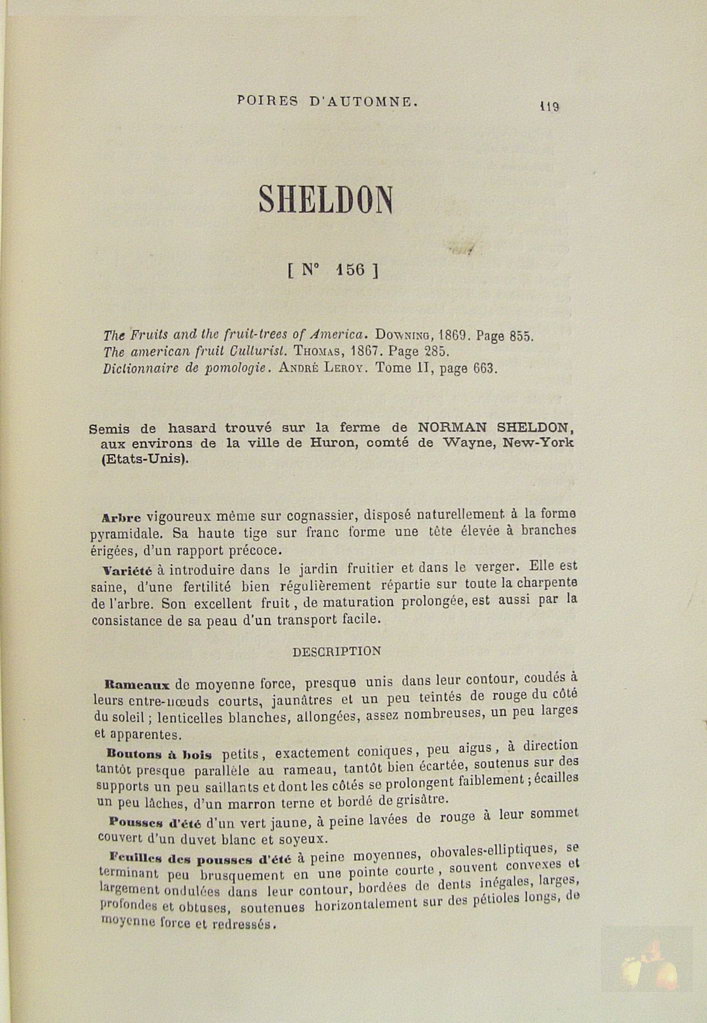 POIRES D'AUTOMNE.
119
SHELDON
[ N° 156 ]
The Fruits and the fruit-trees of America. Downing, 1869. Page 855.
The american fruit Culturist. Thomas, 1867. Page 285.
Dictionnaire de pomologie. André Leroy. Tome II, page 663.
Semis de hasard trouvé sur la ferme de NORMAN SHELDON,
aux environs de la ville de Huron, comté de Wayne, New-York
(Etats-Unis).
Arbre vigoureux même sur cognassier, disposé naturellement à la forme
pyramidale. Sa haute tige sur franc forme une tête élevée à branches
érigées, d'un rapport précoce.
Variété à introduire dans le jardin fruitier et dans le verger. Elle est
saine, d'une fertilité bien régulièrement répartie sur toute la charpente
de l'arbre. Son excellent fruit, de maturation prolongée, est aussi par la
consistance de sa peau d'un transport facile.
DESCRIPTION
Rameaux de moyenne force, presque unis dans leur contour, coudés à
leurs entre-nœuds courts, jaunâtres et un peu teintés de rouge du côté
du soleil ; lenticelles blanches, allongées, assez nombreuses, un peu larges
et apparentes.
Boutons à bois petits, exactement coniques, peu aigus, à direction
tantôt presque parallèle au rameau, tantôt bien écartée, soutenus sur des
supports un peu saillants et dont les côtés se prolongent faiblement ; écailles
un peu lâches, d'un marron terne et bordé de grisâtre.
Pousses d'été d'un vert jaune, à peine lavées de rouge à leur sommet
couvert d'un duvet blanc et soyeux.
Feuilles des pousses d'été à peine moyennes, obovales-elliptiques, se
terminant peu brusquement en une pointe courte, souvent convexes et
largement ondulées dans leur contour, bordées de dents inégales, larges,
profondes et obtuses, soutenues horizontalement sur des pétioles longs, de
moyenne force et redressés.